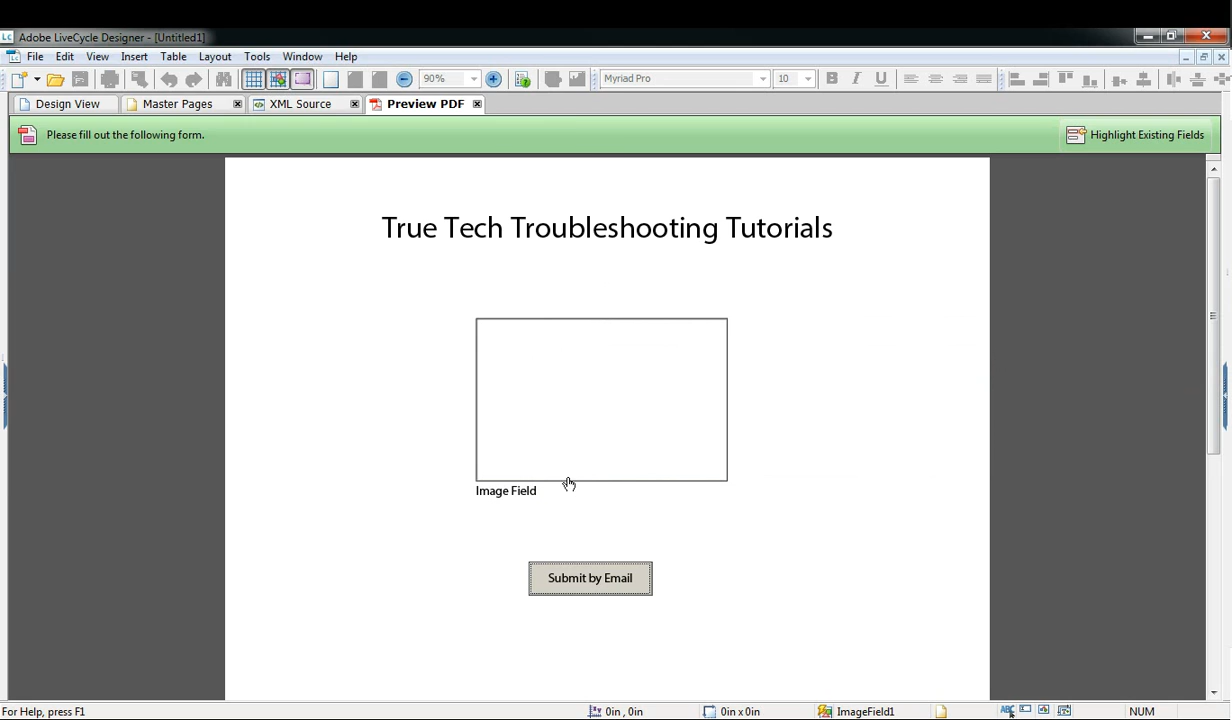 Lc Adobe LiveCycle Designer - [Untitled1]
File Edit View Insert Table Layout Tools Window Help
90% Myriad Pro 10 B I U
Design View Master Pages XML Source Preview PDF
Please fill out the following form. Highlight Existing Fields
True Tech Troubleshooting Tutorials
Image Field
Submit by Email
For Help, press F1 0in , 0in 0in x 0in ImageField1 ABC NUM